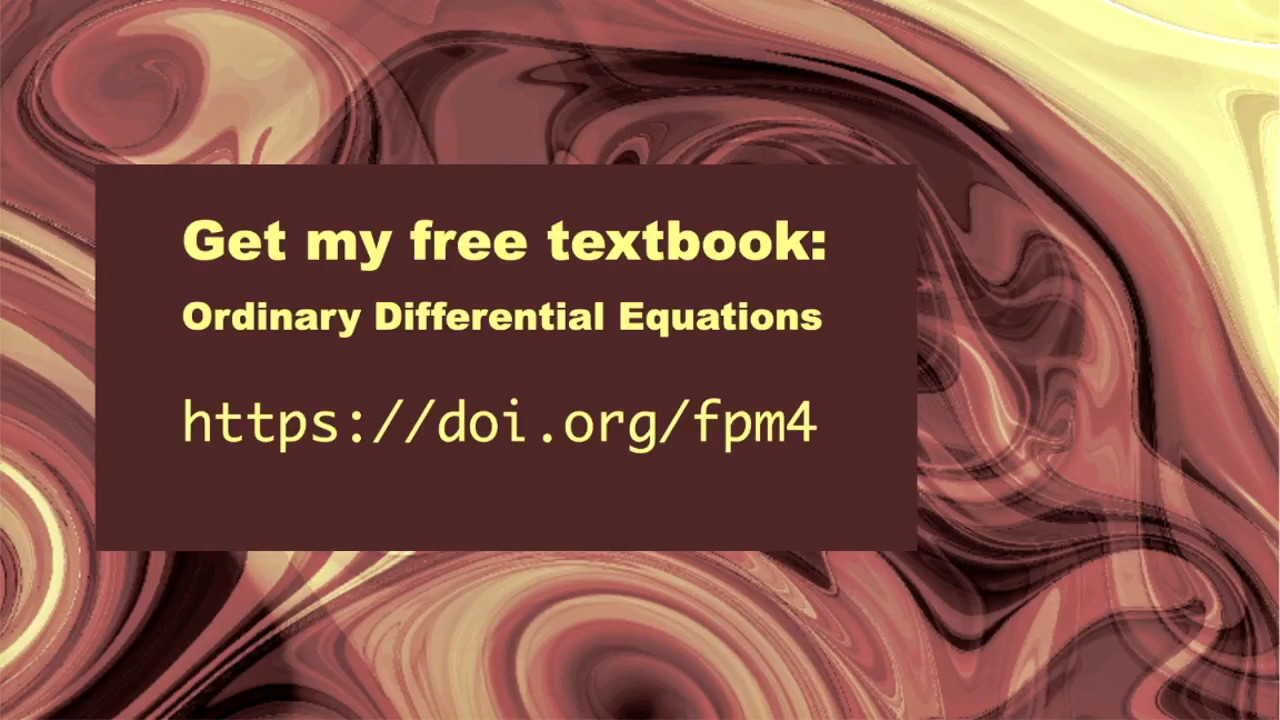 Get my free textbook:
Ordinary Differential Equations
https://doi.org/fpm4